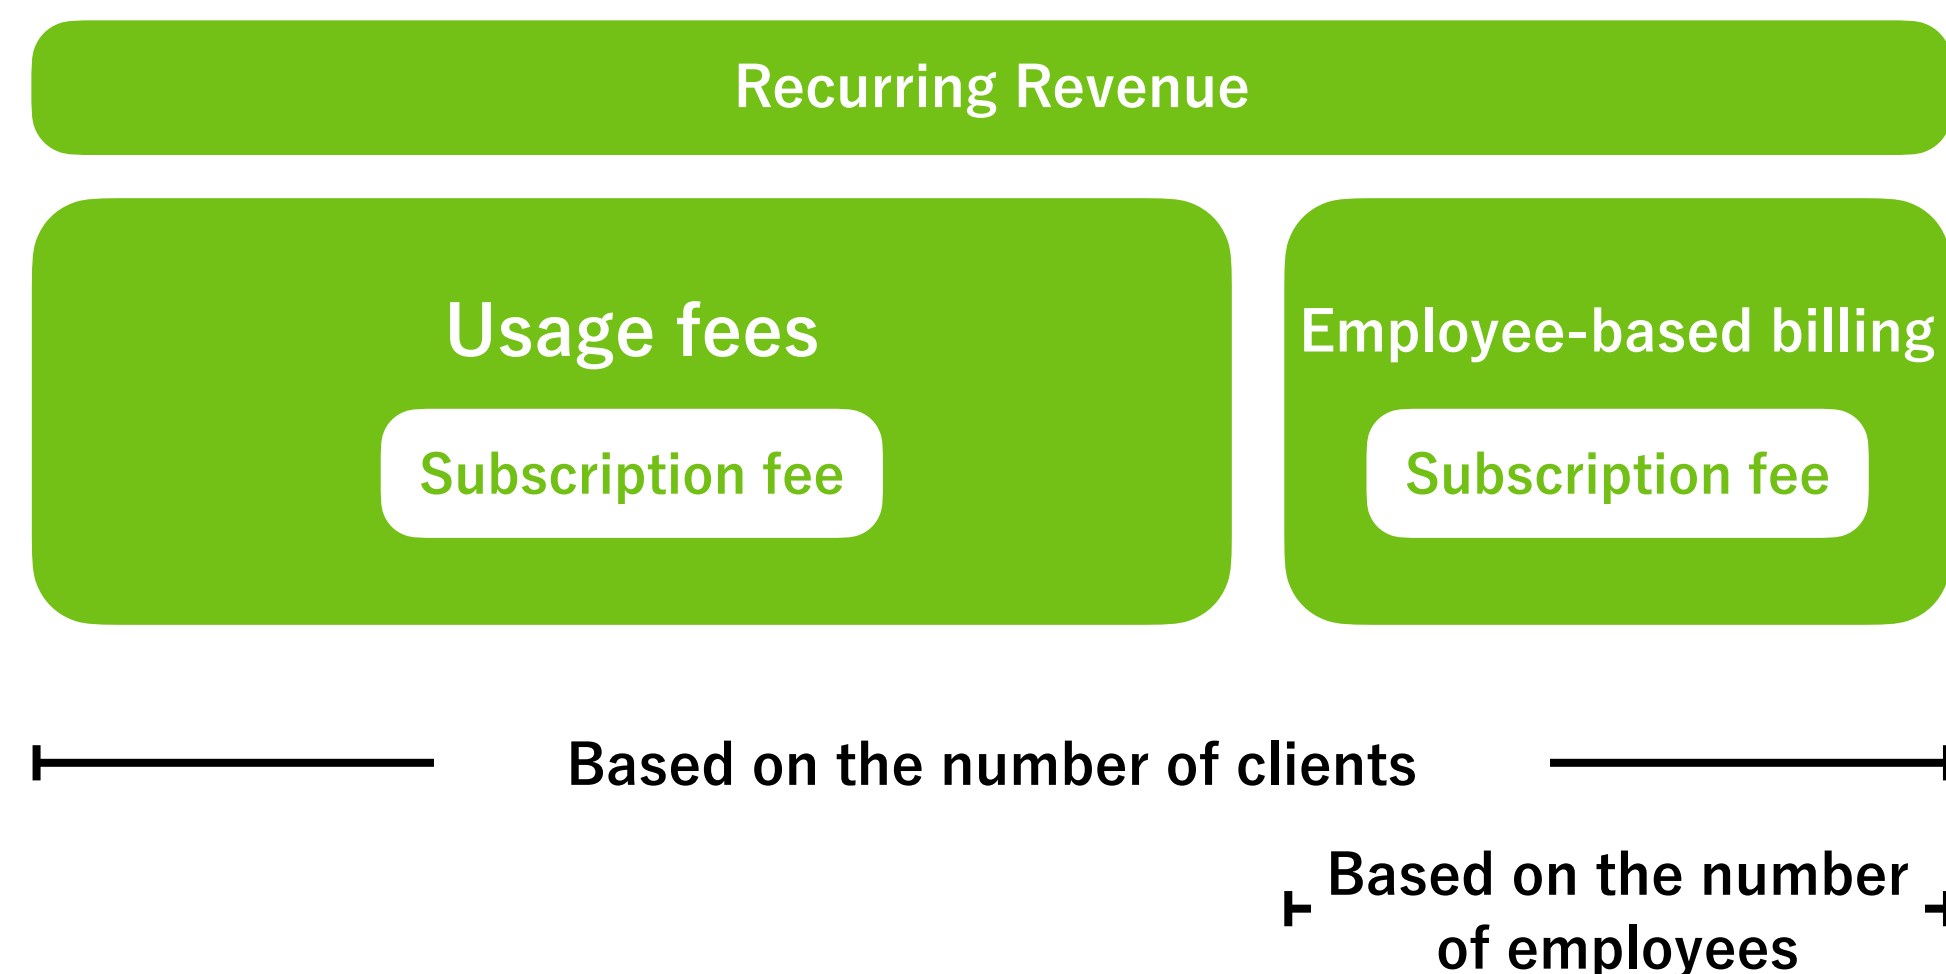 Recurring Revenue
Usage fees
Subscription fee
Employee-based billing
Subscription fee
Based on the number of clients
Based on the number
of employees